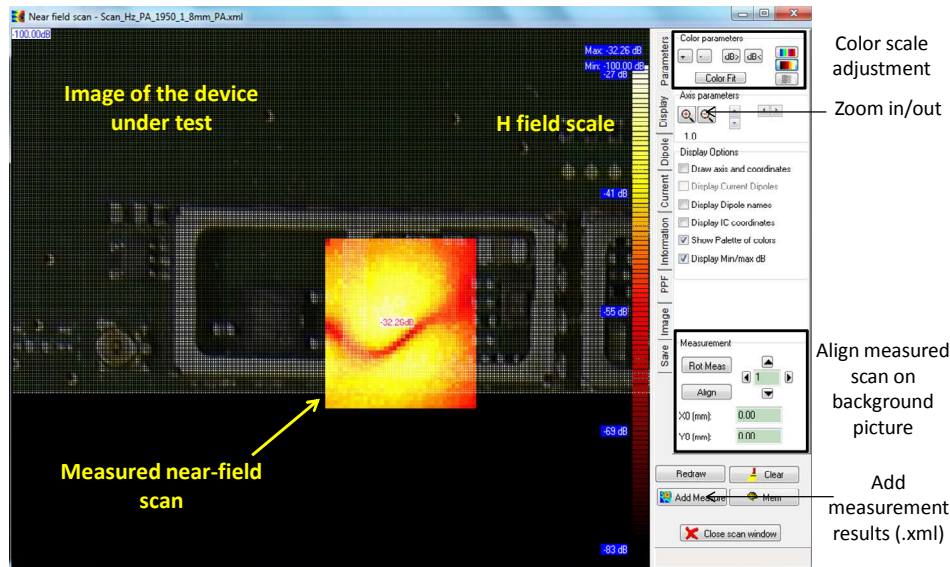 Near field scan - Scan_Hz_PA_1950_1_8mm_PA.xml
-100.00dB
Max: -32.26 dB
Min: -100.00 dB
-27 dB
Image of the device
under test
H field scale
-41 dB
-55 dB
-32.26dB
-69 dB
Measured near-field
scan
-83 dB
Parameters
Display
Dipole
Current
Information
PPF
Image
Save
Color parameters
+
-
dB>
dB<
Color Fit
Axis parameters
1.0
Display Options
Draw axis and coordinates
Display Current Dipoles
Display Dipole names
Display IC coordinates
Show Palette of colors
Display Min/max dB
Measurement
Rot Meas
1
Align
X0 (mm): 0.00
Y0 (mm): 0.00
Redraw
Clear
Add Measure
Mem
Close scan window
Color scale
adjustment
Zoom in/out
Align measured
scan on
background
picture
Add
measurement
results (.xml)